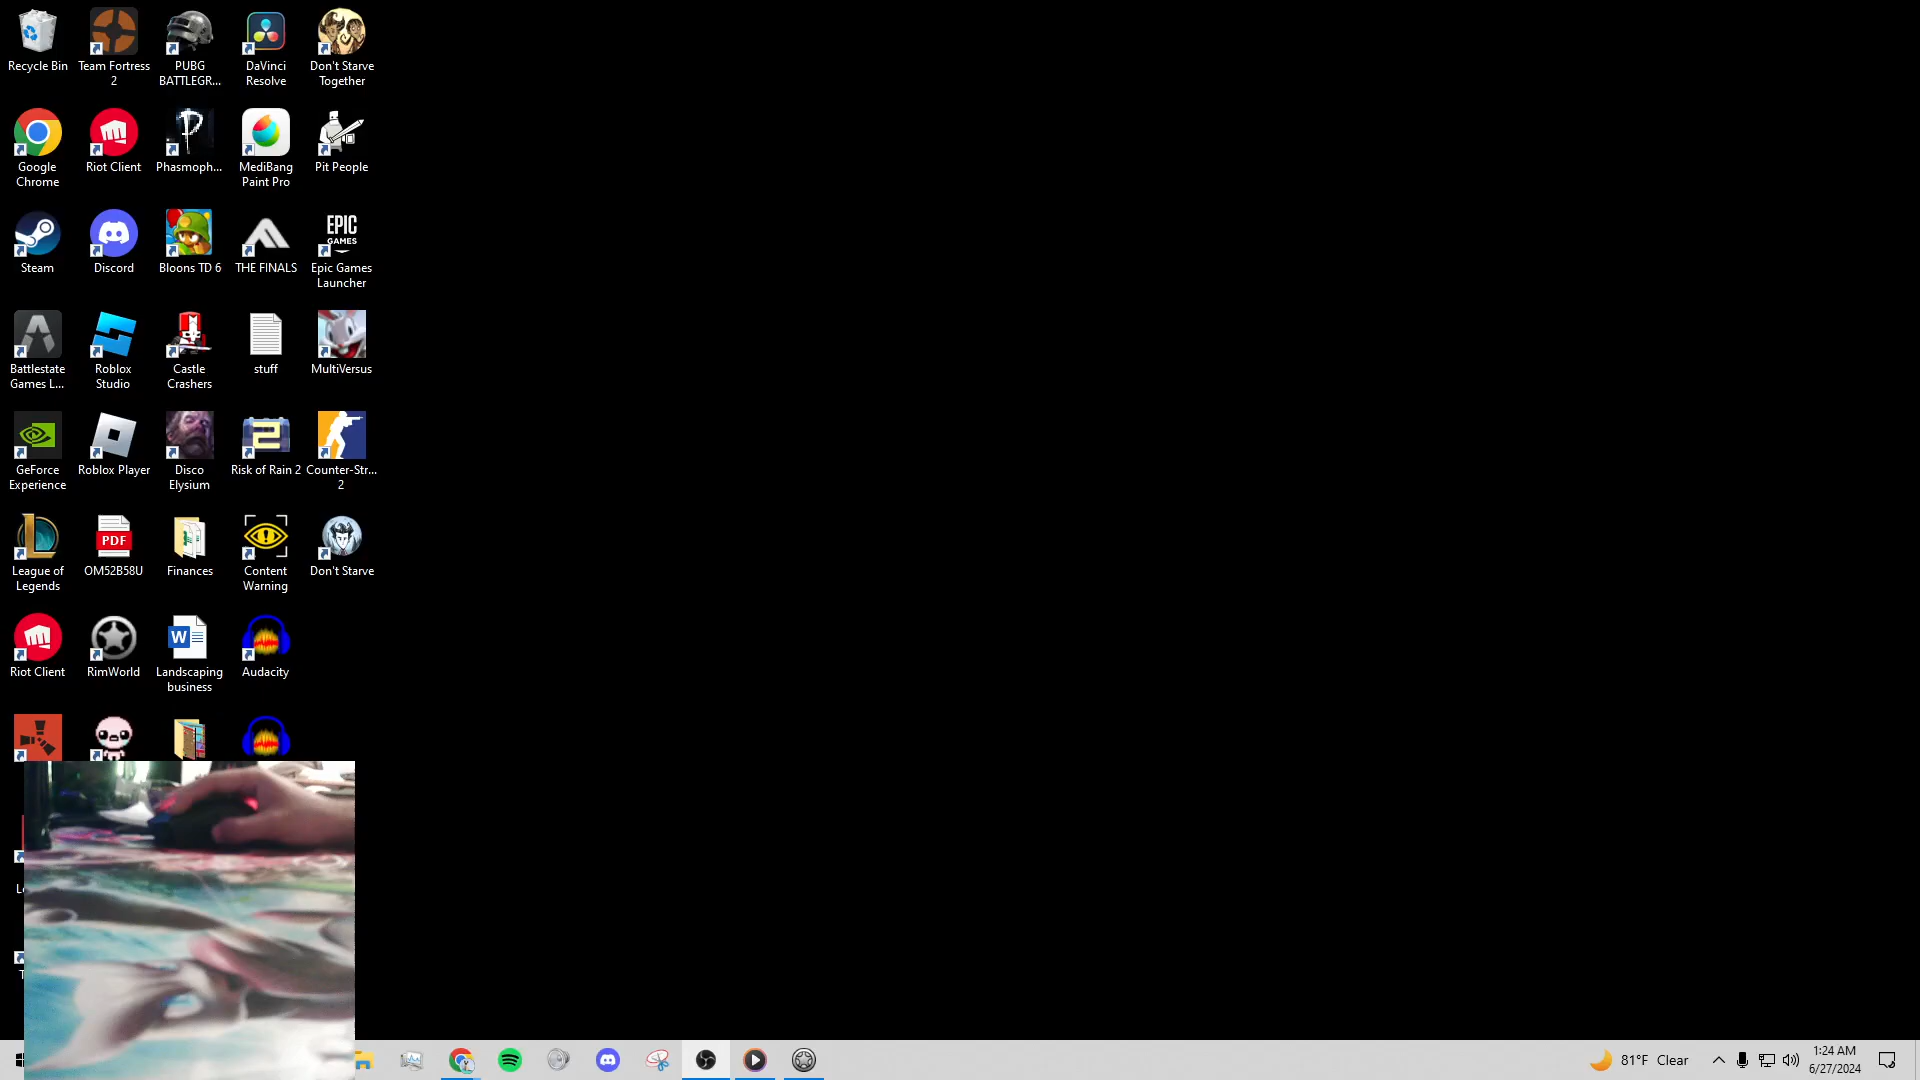 Recycle Bin
Team Fortress
2
PUBG
BATTLEGR...
DaVinci
Resolve
Don't Starve
Together
Google
Chrome
Riot Client
Phasmoph...
MediBang
Paint Pro
Pit People
Steam
Discord
Bloons TD 6
THE FINALS
EPIC
GAMES
Epic Games
Launcher
Battlestate
Games L...
Roblox
Studio
Castle
Crashers
stuff
MultiVersus
GeForce
Experience
Roblox Player
Disco
Elysium
2
Risk of Rain 2
Counter-Str...
2
League of
Legends
PDF
OM52B58U
Finances
Content
Warning
Don't Starve
Riot Client
RimWorld
W
Landscaping
business
Audacity
81°F Clear
1:24 AM
6/27/2024